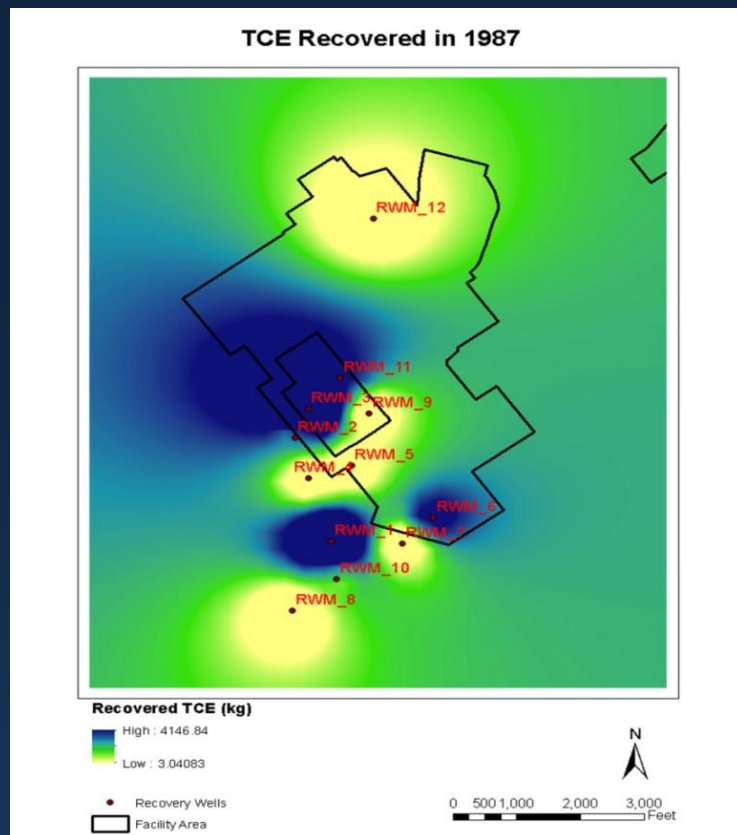 TCE Recovered in 1987
RWM_12
RWM_11
RWM_3
RWM_9
RWM_2
RWM_5
RWM_6
RWM_7
RWM_1
RWM_10
RWM_8
Recovered TCE (kg)
High : 4146.84
Low : 3.04083
Recovery Wells
Facility Area
N
0 500 1,000 2,000 3,000
Feet